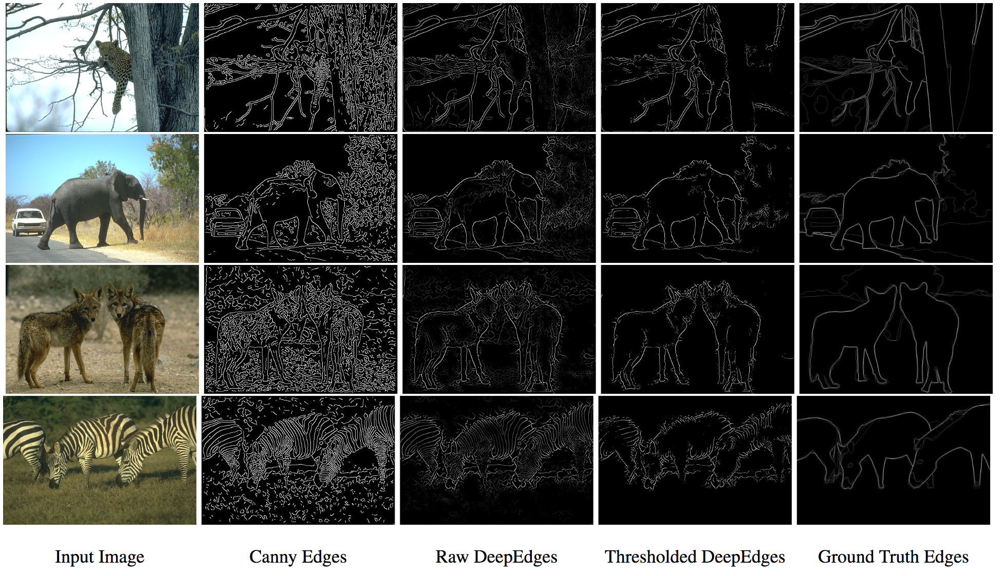 Input Image
Canny Edges
Raw DeepEdges
Thresholded DeepEdges
Ground Truth Edges